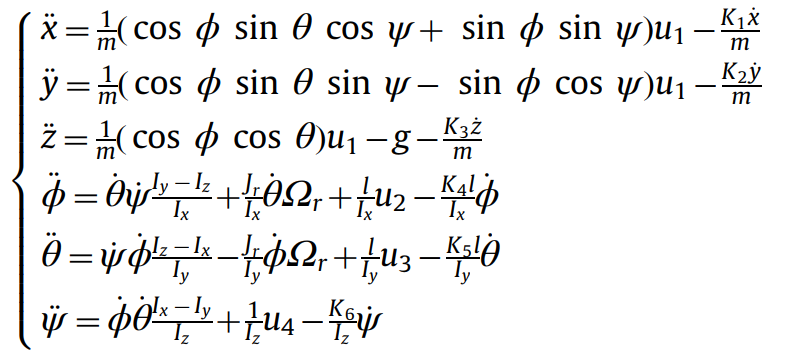 ẍ = 1/m (cos ϕ sin θ cos ψ + sin ϕ sin ψ)u₁ − K₁ẋ/m
ÿ = 1/m (cos ϕ sin θ sin ψ − sin ϕ cos ψ)u₁ − K₂ẏ/m
z̈ = 1/m (cos ϕ cos θ)u₁ − g − K₃ż/m
ϕ̈ = θ̇ψ̇ (I_y − I_z)/I_x + J_r/I_x θ̇Ω_r + l/I_x u₂ − K₄l/I_x ϕ̇
θ̈ = ψ̇ϕ̇ (I_z − I_x)/I_y − J_r/I_y ϕ̇Ω_r + l/I_y u₃ − K₅l/I_y θ̇
ψ̈ = ϕ̇θ̇ (I_x − I_y)/I_z + 1/I_z u₄ − K₆/I_z ψ̇